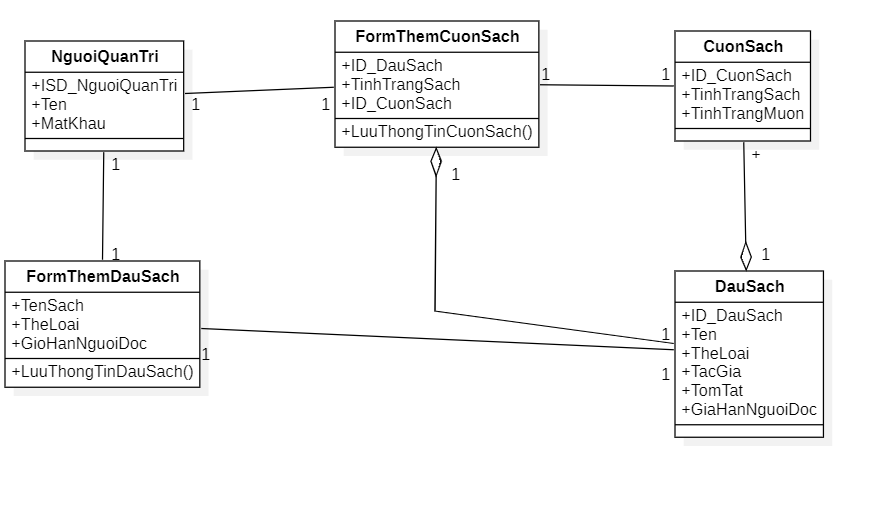 NguoiQuanTri
+ISD_NguoiQuanTri
+Ten
+MatKhau
1
1
FormThemCuonSach
+ID_DauSach
+TinhTrangSach
+ID_CuonSach
+LuuThongTinCuonSach()
1
1
CuonSach
+ID_CuonSach
+TinhTrangSach
+TinhTrangMuon
1
1
1
+
1
FormThemDauSach
+TenSach
+TheLoai
+GioHanNguoiDoc
+LuuThongTinDauSach()
1
1
1
DauSach
+ID_DauSach
+Ten
+TheLoai
+TacGia
+TomTat
+GiaHanNguoiDoc